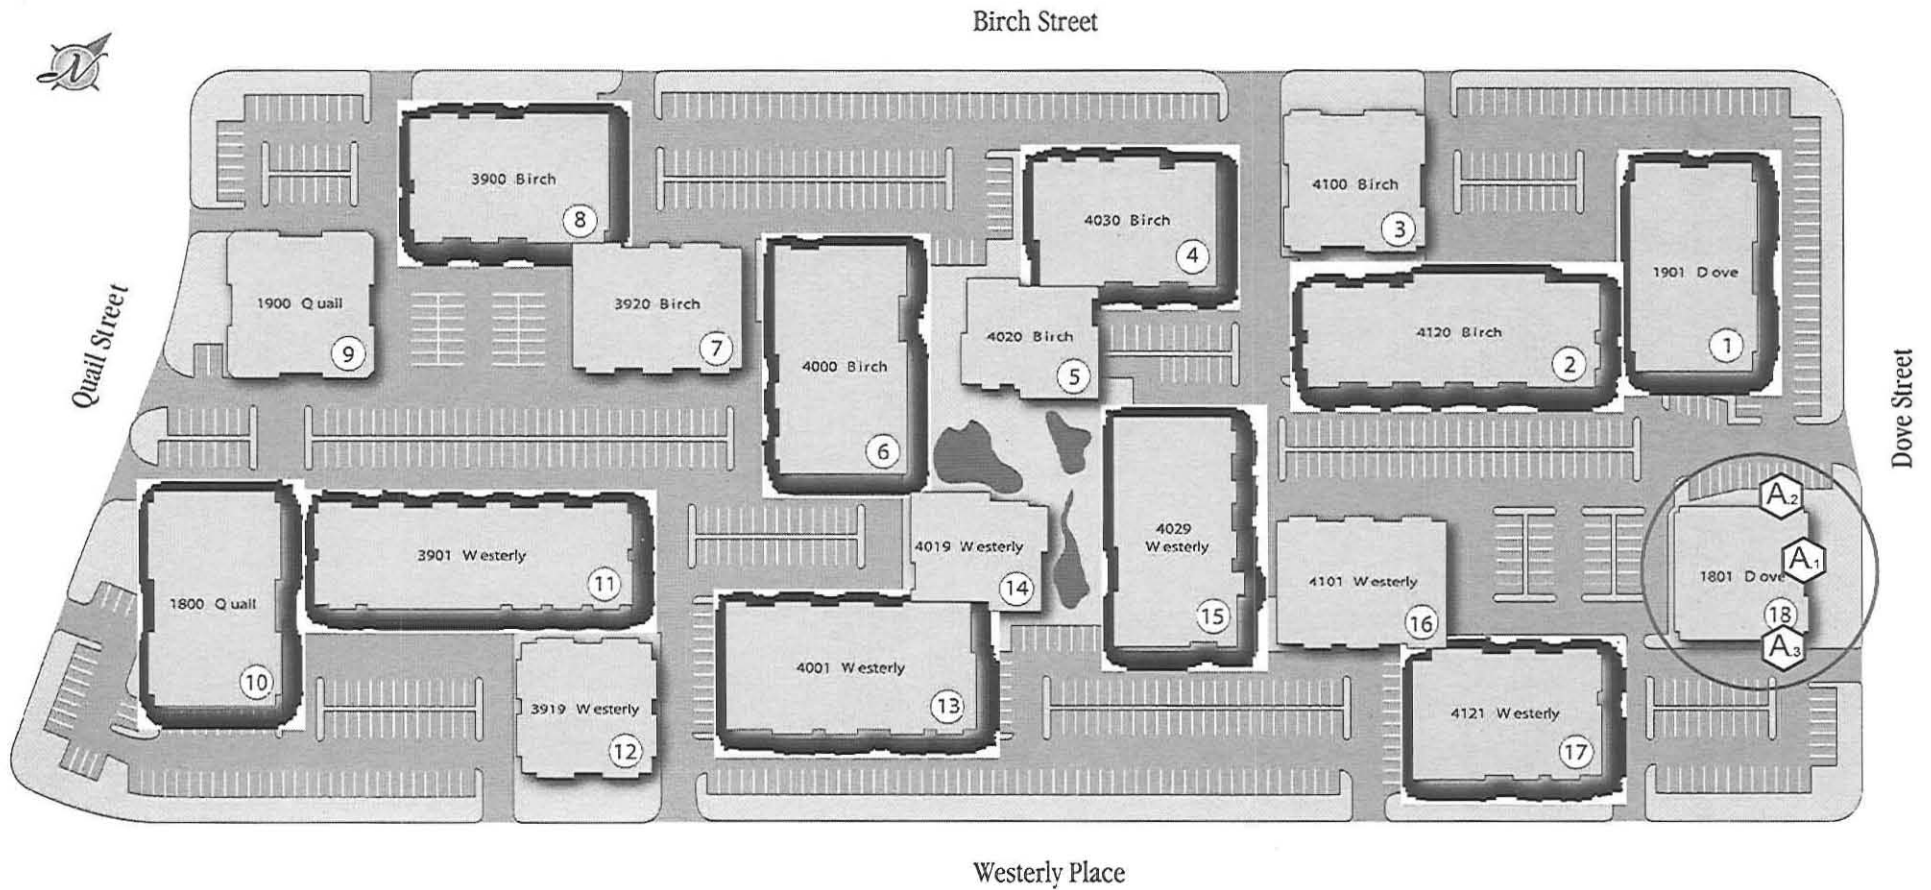 Birch Street
N
3900 Birch
8
4030 Birch
4
4100 Birch
3
1901 Dove
1
1900 Quail
9
3920 Birch
7
4000 Birch
6
4020 Birch
5
4120 Birch
2
Quail Street
Dove Street
1800 Quail
10
3901 Westerly
11
4019 Westerly
14
4029
Westerly
15
4101 Westerly
16
1801 Dove
18
A.2
A.1
A.3
3919 Westerly
12
4001 Westerly
13
4121 Westerly
17
Westerly Place